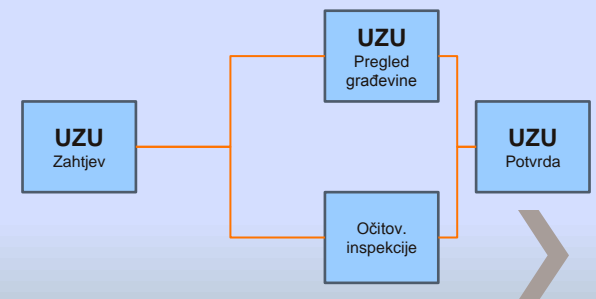 UZU
Zahtjev
UZU
Pregled
građevine
Očitov.
inspekcije
UZU
Potvrda